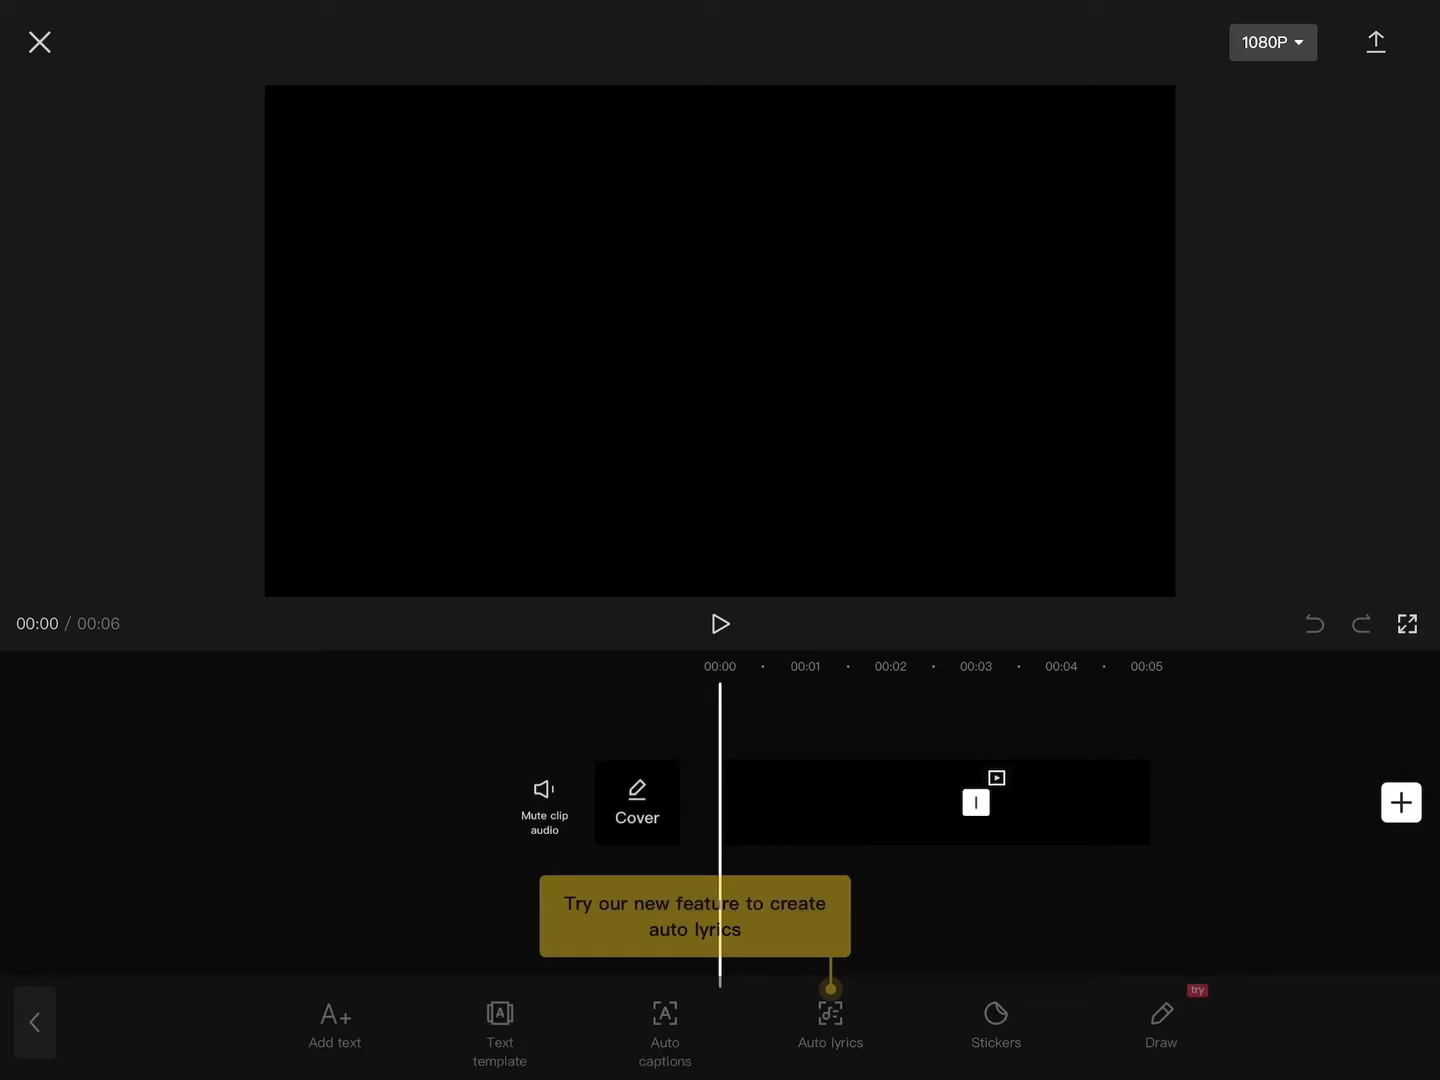 1080P
00:00 / 00:06
00:00 00:01 00:02 00:03 00:04 00:05
Mute clip
audio
Cover
Try our new feature to create
auto lyrics
try
A+
Add text
A
Text
template
A
Auto
captions
Auto lyrics
Stickers
Draw